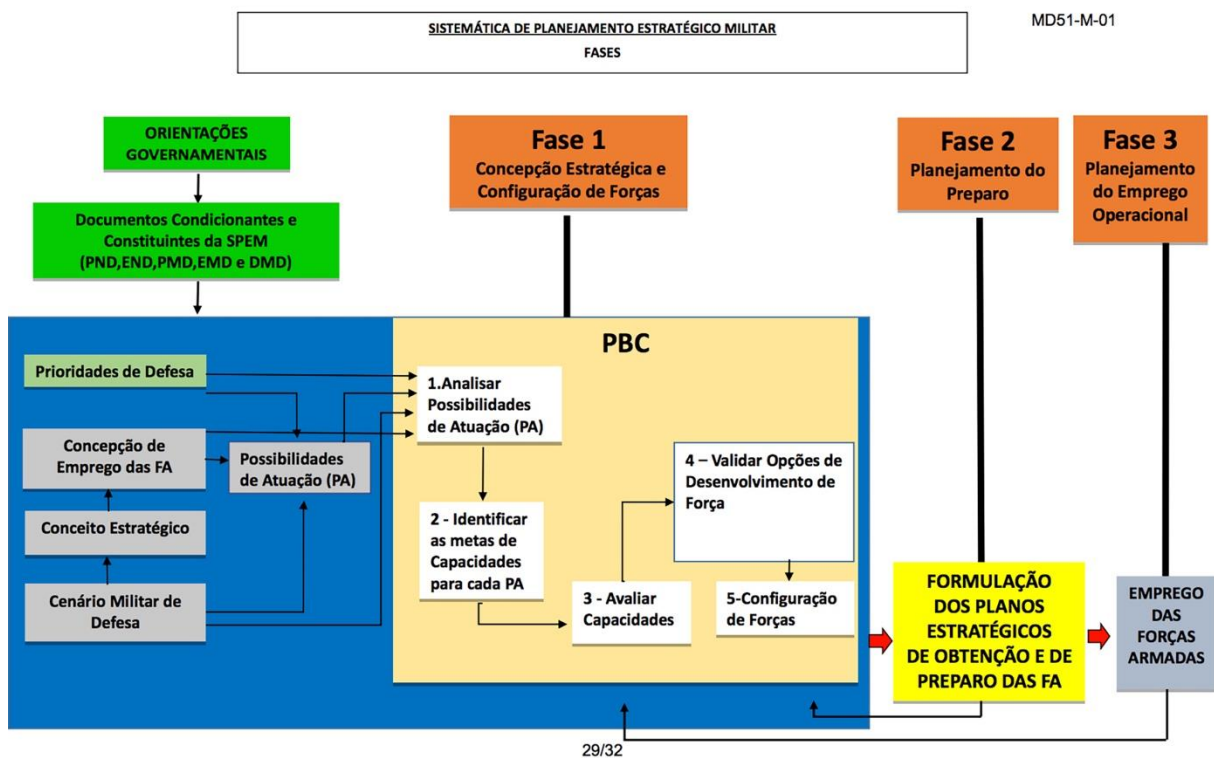 MD51-M-01
SISTEMÁTICA DE PLANEJAMENTO ESTRATÉGICO MILITAR
FASES
ORIENTAÇÕES
GOVERNAMENTAIS
Documentos Condicionantes e
Constituintes da SPEM
(PND,END,PMD,EMD e DMD)
Fase 1
Concepção Estratégica e
Configuração de Forças
Fase 2
Planejamento do
Preparo
Fase 3
Planejamento
do Emprego
Operacional
Prioridades de Defesa
Concepção de
Emprego das FA
Conceito Estratégico
Cenário Militar de
Defesa
Possibilidades
de Atuação (PA)
PBC
1.Analisar
Possibilidades
de Atuação (PA)
2 - Identificar
as metas de
Capacidades
para cada PA
3 - Avaliar
Capacidades
4 – Validar Opções de
Desenvolvimento de
Força
5-Configuração
de Forças
FORMULAÇÃO
DOS PLANOS
ESTRATÉGICOS
DE OBTENÇÃO E DE
PREPARO DAS FA
EMPREGO
DAS
FORÇAS
ARMADAS
29/32